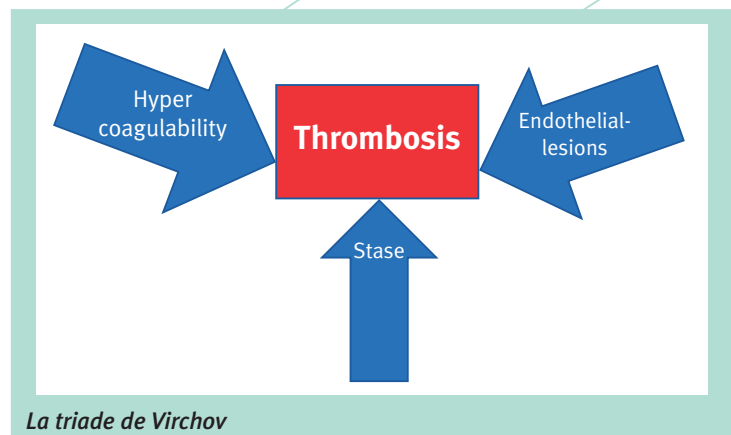 Hyper
coagulability
Thrombosis
Endothelial-
lesions
Stase
La triade de Virchov